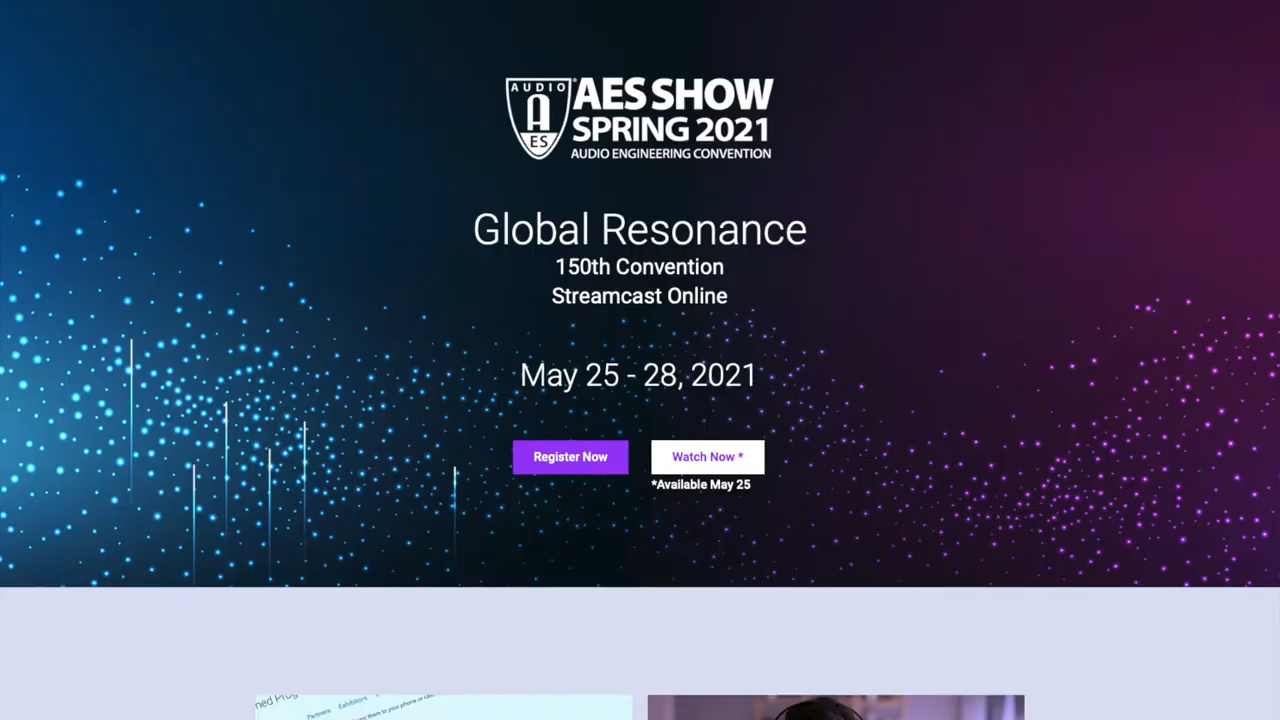 AUDIO
A
ES
AES SHOW
SPRING 2021
AUDIO ENGINEERING CONVENTION
Global Resonance
150th Convention
Streamcast Online
May 25 - 28, 2021
Register Now
Watch Now *
*Available May 25
Partners
Exhibitors